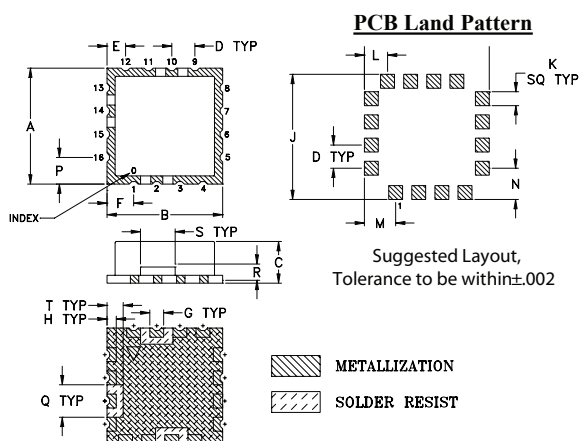 PCB Land Pattern
E
D TYP
12 11 10 9
13
14
15
16
8
7
6
5
A
P
0
1 2 3 4
F
INDEX
B
L
K
SQ TYP
J
D TYP
N
1
M
S TYP
C
R
Suggested Layout,
Tolerance to be within±.002
T TYP
H TYP
G TYP
Q TYP
METALLIZATION
SOLDER RESIST